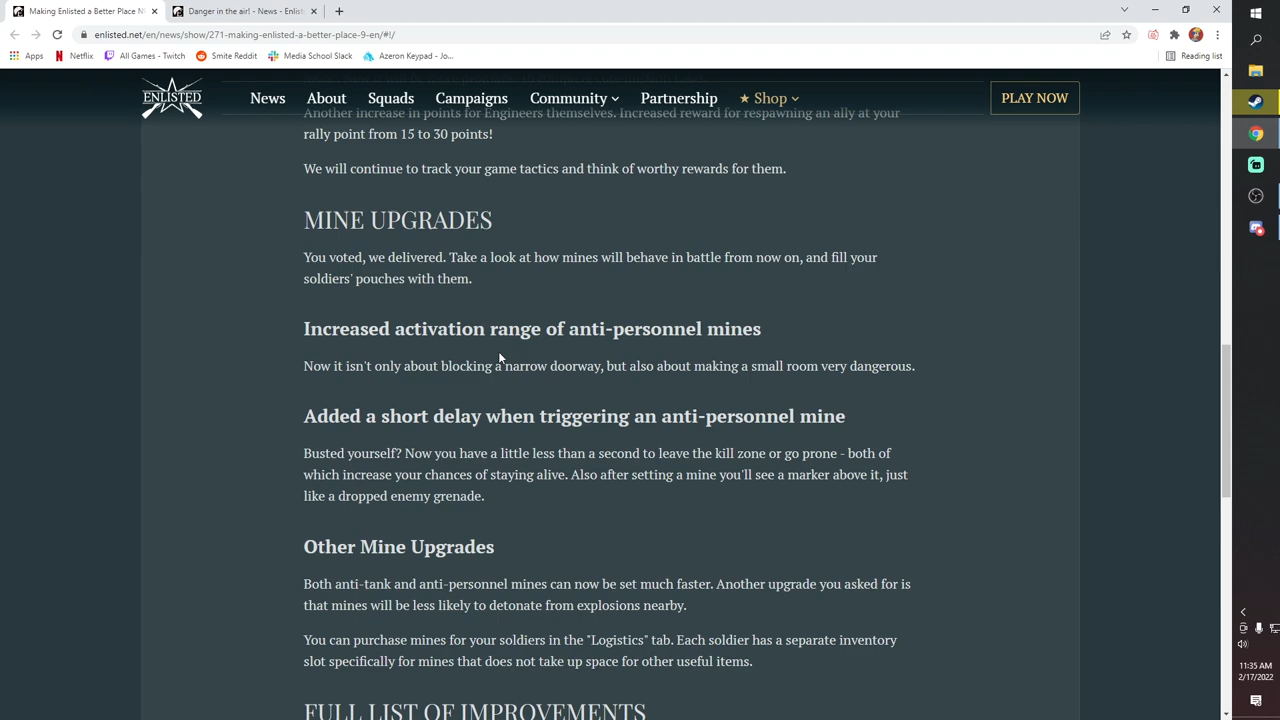 Making Enlisted a Better Place N
Danger in the air! - News - Enlist
enlisted.net/en/news/show/271-making-enlisted-a-better-place-9-en/#!/
Apps
Netflix
All Games - Twitch
Smite Reddit
Media School Slack
Azeron Keypad - Jo...
Reading list
ENLISTED
News
About
Squads
Campaigns
Community
Partnership
Shop
PLAY NOW
Another increase in points for Engineers themselves. Increased reward for respawning an ally at your
rally point from 15 to 30 points!
We will continue to track your game tactics and think of worthy rewards for them.
MINE UPGRADES
You voted, we delivered. Take a look at how mines will behave in battle from now on, and fill your
soldiers' pouches with them.
Increased activation range of anti-personnel mines
Now it isn't only about blocking a narrow doorway, but also about making a small room very dangerous.
Added a short delay when triggering an anti-personnel mine
Busted yourself? Now you have a little less than a second to leave the kill zone or go prone - both of
which increase your chances of staying alive. Also after setting a mine you'll see a marker above it, just
like a dropped enemy grenade.
Other Mine Upgrades
Both anti-tank and anti-personnel mines can now be set much faster. Another upgrade you asked for is
that mines will be less likely to detonate from explosions nearby.
You can purchase mines for your soldiers in the "Logistics" tab. Each soldier has a separate inventory
slot specifically for mines that does not take up space for other useful items.
FULL LIST OF IMPROVEMENTS
11:35 AM
2/17/2022